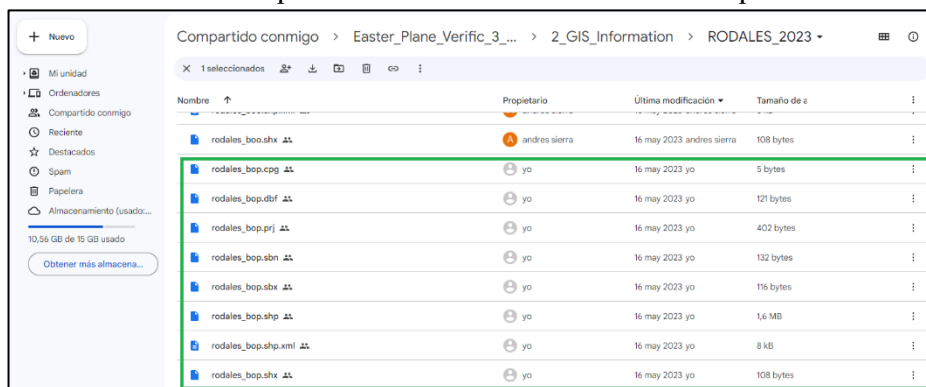 Nuevo
Compartido conmigo > Easter_Plane_Verific_3_... > 2_GIS_Information > RODALES_2023
1 seleccionados
Mi unidad
Ordenadores
Compartido conmigo
Reciente
Destacados
Spam
Papelera
Almacenamiento (usado:...
10,56 GB de 15 GB usado
Obtener más almacena...
Nombre Propietario Última modificación Tamaño de a
rodales_boo.shx A andres sierra 16 may 2023 andres sierra 108 bytes
rodales_bop.cpg yo 16 may 2023 yo 5 bytes
rodales_bop.dbf yo 16 may 2023 yo 121 bytes
rodales_bop.prj yo 16 may 2023 yo 402 bytes
rodales_bop.sbn yo 16 may 2023 yo 132 bytes
rodales_bop.sbx yo 16 may 2023 yo 116 bytes
rodales_bop.shp yo 16 may 2023 yo 1,6 MB
rodales_bop.shp.xml yo 16 may 2023 yo 8 kB
rodales_bop.shx yo 16 may 2023 yo 108 bytes